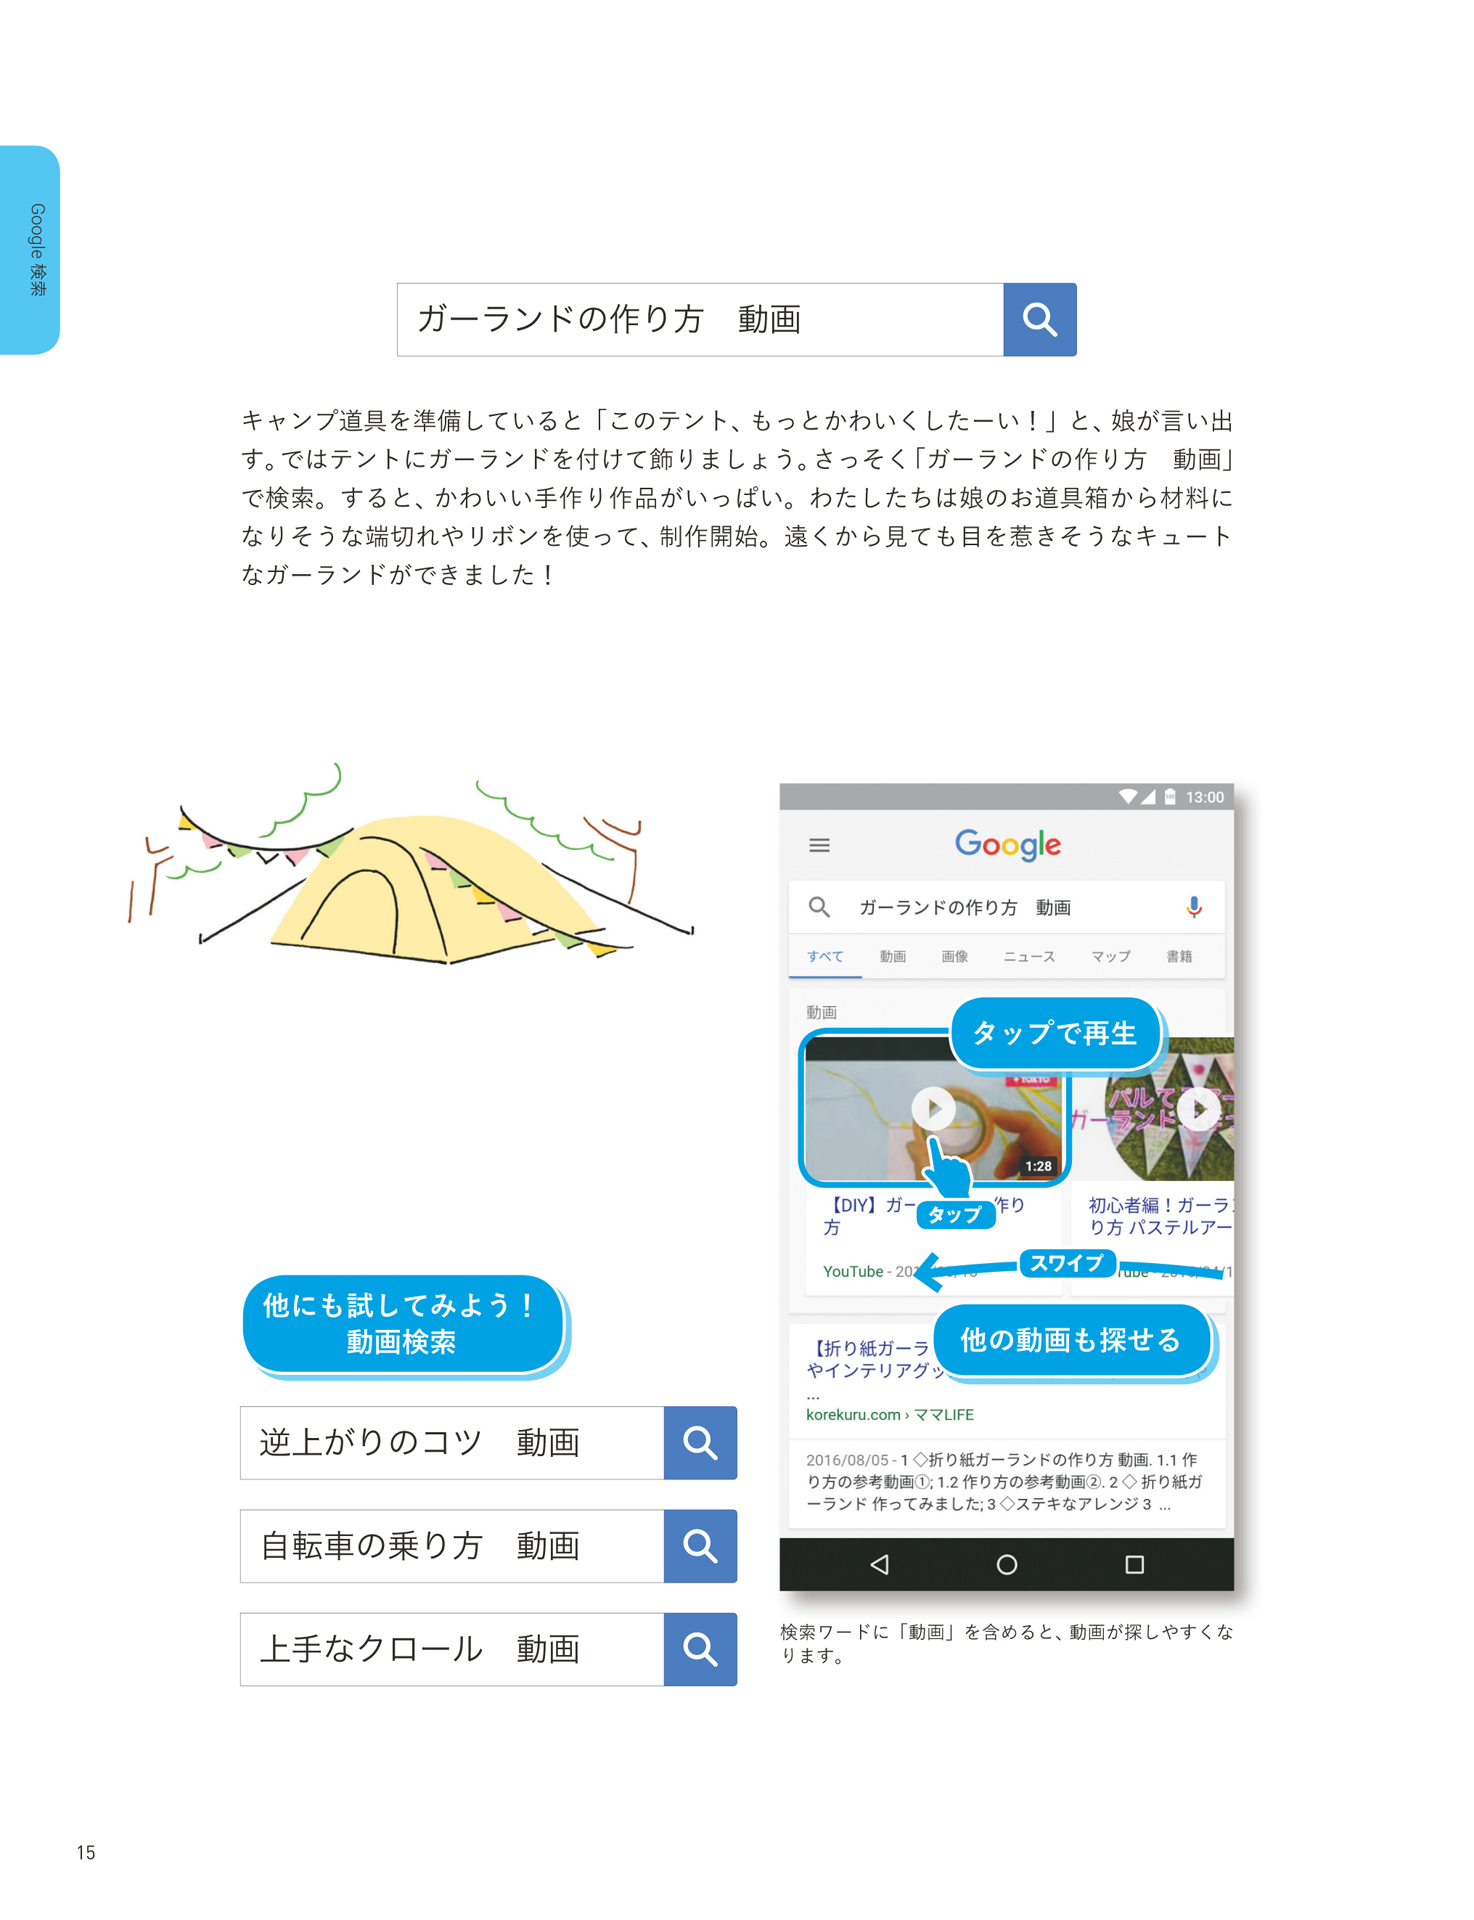 Google 検索
ガーランドの作り方　動画
キャンプ道具を準備していると「このテント、もっとかわいくしたーい！」と、娘が言い出
す。ではテントにガーランドを付けて飾りましょう。さっそく「ガーランドの作り方　動画」
で検索。すると、かわいい手作り作品がいっぱい。わたしたちは娘のお道具箱から材料に
なりそうな端切れやリボンを使って、制作開始。遠くから見ても目を惹きそうなキュート
なガーランドができました！
他にも試してみよう！
動画検索
逆上がりのコツ　動画
自転車の乗り方　動画
上手なクロール　動画
13:00
Google
ガーランドの作り方　動画
すべて　動画　画像　ニュース　マップ　書籍
動画
タップで再生
1:28
【DIY】ガー 作り
方
タップ
YouTube
初心者編！ガーラ
り方 パステルアー
スワイプ
他の動画も探せる
【折り紙ガーラ
やインテリアグッ
...
korekuru.com › ママLIFE
2016/08/05 - 1 ◇折り紙ガーランドの作り方 動画. 1.1 作
り方の参考動画①; 1.2 作り方の参考動画②. 2 ◇ 折り紙ガ
ーランド 作ってみました; 3 ◇ステキなアレンジ 3 ...
検索ワードに「動画」を含めると、動画が探しやすくな
ります。
15